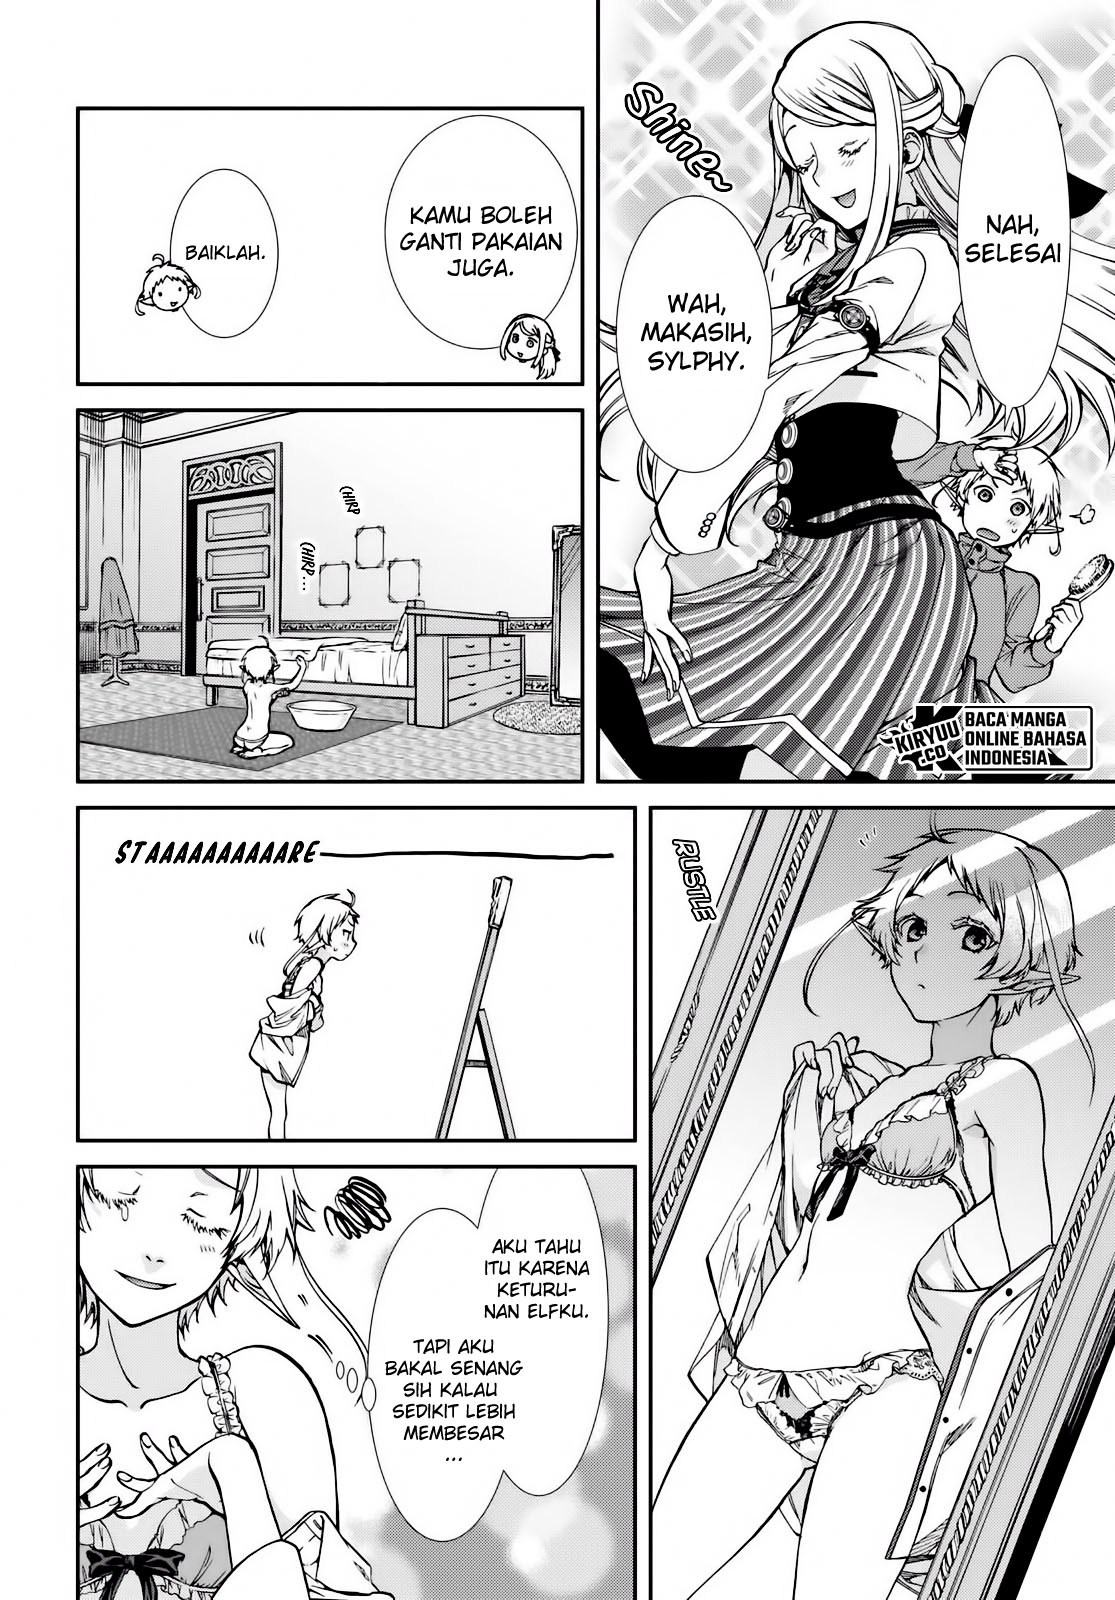 NAH,
SELESAI
Shine~
WAH,
MAKASIH,
SYLPHY.
KAMU BOLEH
GANTI PAKAIAN
JUGA.
BAIKLAH.
CHIRP
CHIRP...
KIRYUU
.CO
BACA MANGA
ONLINE BAHASA
INDONESIA
RUSTLE
STAAAAAAAAAARE
AKU TAHU
ITU KARENA
KETURU-
NAN ELFKU.
TAPI AKU
BAKAL SENANG
SIH KALAU
SEDIKIT LEBIH
MEMBESAR
...